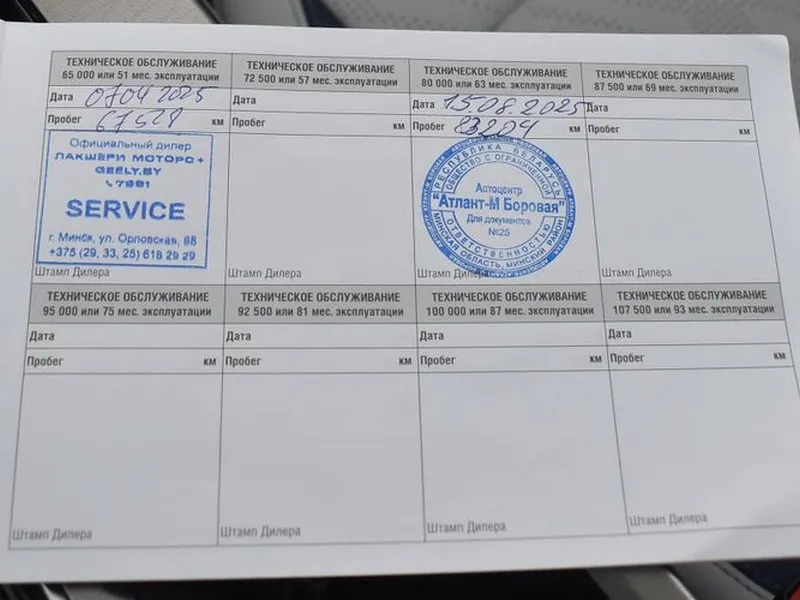 ТЕХНИЧЕСКОЕ ОБСЛУЖИВАНИЕ
65 000 или 51 мес. эксплуатации
Дата 07 04 2025
Пробег 67528 км
Официальный дилер
ЛАКШЕРИ МОТОРС+
GEELY.BY
SERVICE
г. Минск, ул. Орловская, 88
+375 (29, 33, 25) 618 29 29
Штамп Дилера
ТЕХНИЧЕСКОЕ ОБСЛУЖИВАНИЕ
72 500 или 57 мес. эксплуатации
Дата
Пробег км
Штамп Дилера
ТЕХНИЧЕСКОЕ ОБСЛУЖИВАНИЕ
80 000 или 63 мес. эксплуатации
Дата 15.08.2025
Пробег 83204 км
РЕСПУБЛИКА БЕЛАРУСЬ
ОБЩЕСТВО С ОГРАНИЧЕННОЙ
Автоцентр
"Атлант-М Боровая"
Для документов
№25
ОТВЕТСТВЕННОСТЬЮ
МИНСКАЯ ОБЛАСТЬ, МИНСКИЙ РАЙОН
Штамп Дилера
ТЕХНИЧЕСКОЕ ОБСЛУЖИВАНИЕ
87 500 или 69 мес. эксплуатации
Дата
Пробег км
Штамп Дилера
ТЕХНИЧЕСКОЕ ОБСЛУЖИВАНИЕ
95 000 или 75 мес. эксплуатации
Дата
Пробег км
Штамп Дилера
ТЕХНИЧЕСКОЕ ОБСЛУЖИВАНИЕ
92 500 или 81 мес. эксплуатации
Дата
Пробег км
Штамп Дилера
ТЕХНИЧЕСКОЕ ОБСЛУЖИВАНИЕ
100 000 или 87 мес. эксплуатации
Дата
Пробег км
Штамп Дилера
ТЕХНИЧЕСКОЕ ОБСЛУЖИВАНИЕ
107 500 или 93 мес. эксплуатации
Дата
Пробег км
Штамп Дилера